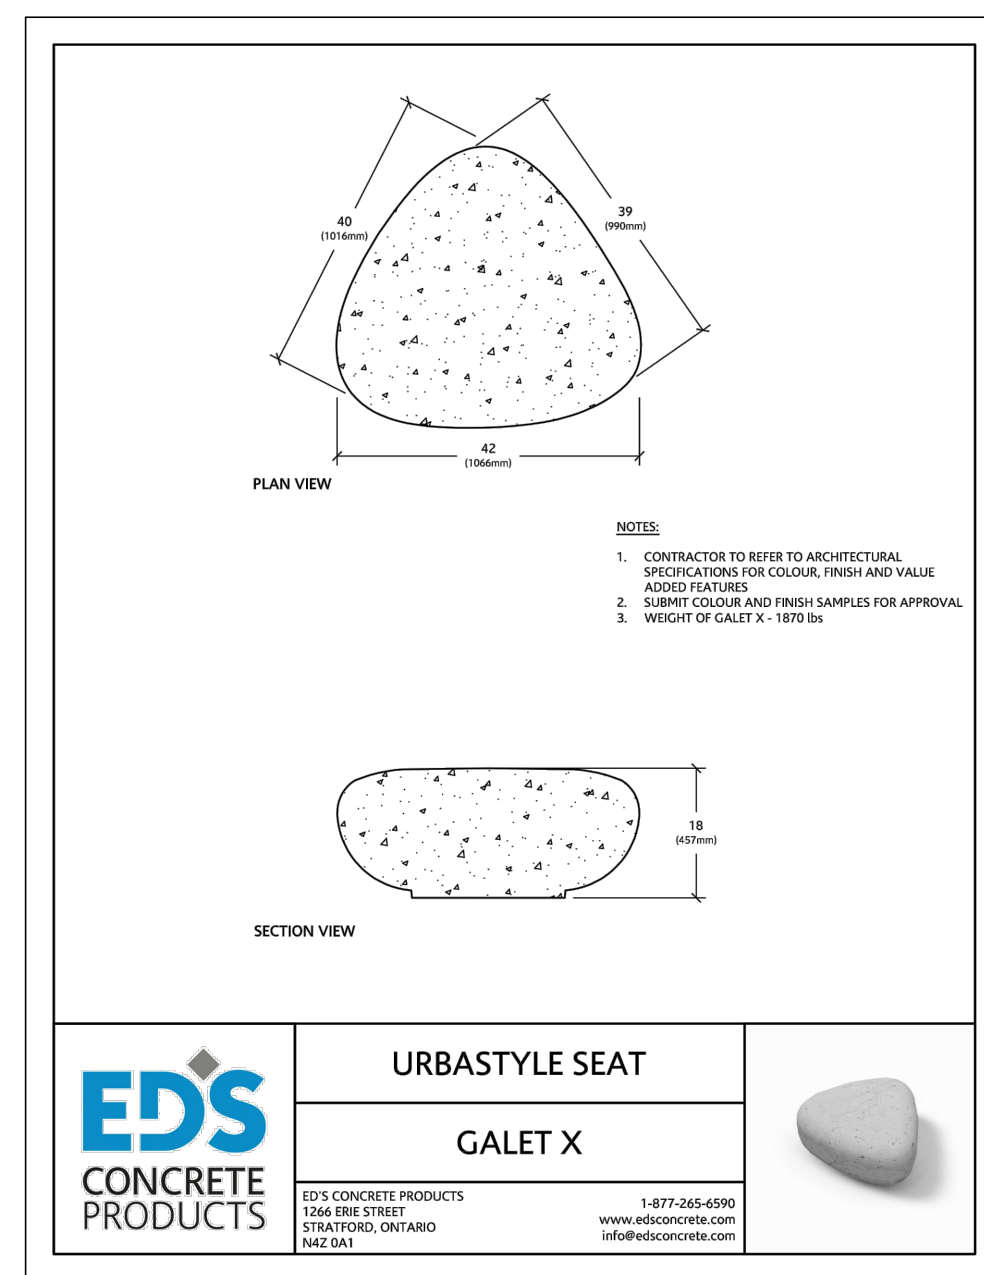 40
(1016mm)
39
(990mm)
42
(1066mm)
PLAN VIEW
NOTES:
1. CONTRACTOR TO REFER TO ARCHITECTURAL
SPECIFICATIONS FOR COLOUR, FINISH AND VALUE
ADDED FEATURES
2. SUBMIT COLOUR AND FINISH SAMPLES FOR APPROVAL
3. WEIGHT OF GALET X - 1870 lbs
18
(457mm)
SECTION VIEW
ED'S
CONCRETE
PRODUCTS
URBASTYLE SEAT
GALET X
ED'S CONCRETE PRODUCTS
1266 ERIE STREET
STRATFORD, ONTARIO
N4Z 0A1
1-877-265-6590
www.edsconcrete.com
info@edsconcrete.com